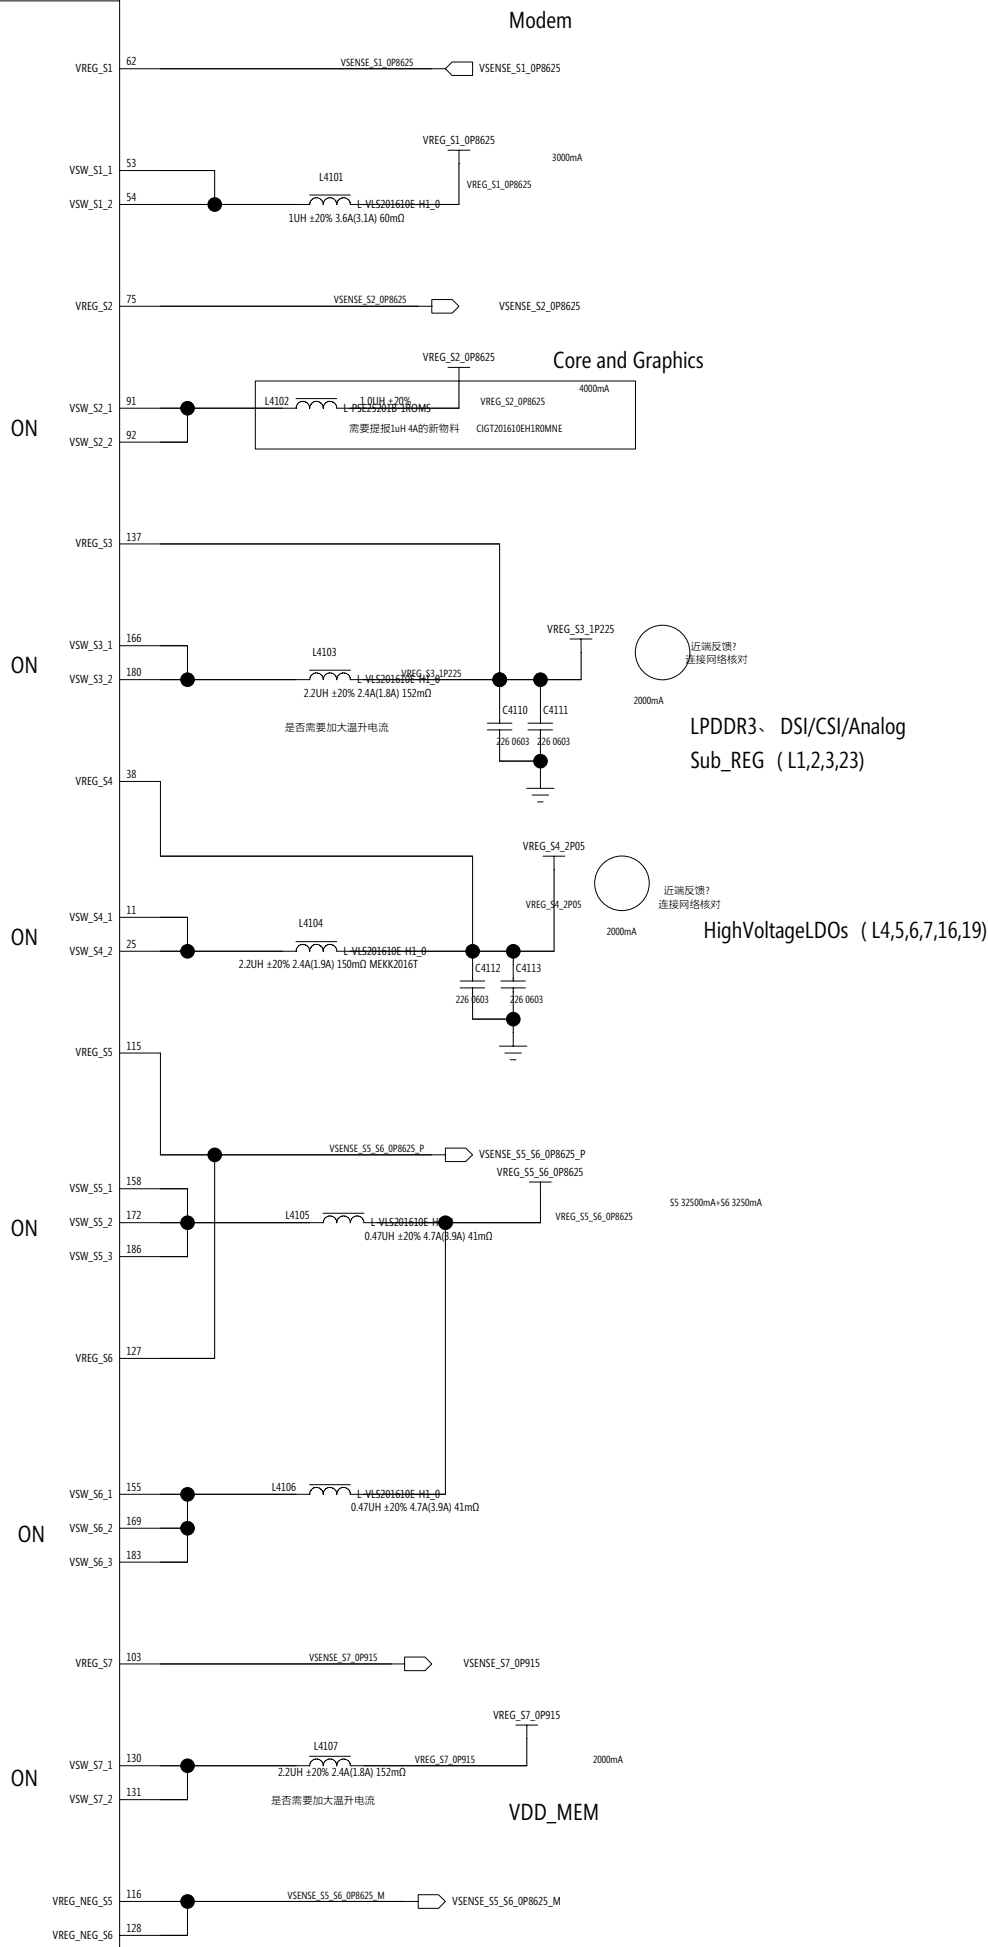 Modem
VREG_S1
62
VSENSE_S1_0P8625
VSENSE_S1_0P8625
VREG_S1_0P8625
3000mA
VSW_S1_1
53
L4101
VREG_S1_0P8625
VSW_S1_2
54
L-VLS201610E-H1_0
1UH ±20% 3.6A(3.1A) 60mΩ
VREG_S2
75
VSENSE_S2_0P8625
VSENSE_S2_0P8625
VREG_S2_0P8625
Core and Graphics
4000mA
VSW_S2_1
91
L4102
1.0UH ±20%
L-PSE25201B-1R0MS
VREG_S2_0P8625
ON
需要提报1uH 4A的新物料
CIGT201610EH1R0MNE
VSW_S2_2
92
VREG_S3
137
VREG_S3_1P225
VSW_S3_1
166
L4103
近端反馈?
连接网络核对
ON
VSW_S3_2
180
VREG_S3_1P225
L-VLS201610E-H1_0
2.2UH ±20% 2.4A(1.8A) 152mΩ
2000mA
C4110
C4111
是否需要加大温升电流
226 0603
226 0603
LPDDR3、 DSI/CSI/Analog
Sub_REG ( L1,2,3,23)
VREG_S4
38
VREG_S4_2P05
近端反馈?
连接网络核对
VREG_S4_2P05
VSW_S4_1
11
L4104
2000mA
HighVoltageLDOs ( L4,5,6,7,16,19)
ON
VSW_S4_2
25
L-VLS201610E-H1_0
2.2UH ±20% 2.4A(1.9A) 150mΩ MEKK2016T
C4112
C4113
226 0603
226 0603
VREG_S5
115
VSENSE_S5_S6_0P8625_P
VSENSE_S5_S6_0P8625_P
VREG_S5_S6_0P8625
VSW_S5_1
158
S5 32500mA+S6 3250mA
ON
VSW_S5_2
172
L4105
L-VLS201610E-H
VREG_S5_S6_0P8625
0.47UH ±20% 4.7A(3.9A) 41mΩ
VSW_S5_3
186
VREG_S6
127
VSW_S6_1
155
L4106
L-VLS201610E-H1_0
0.47UH ±20% 4.7A(3.9A) 41mΩ
ON
VSW_S6_2
169
VSW_S6_3
183
VREG_S7
103
VSENSE_S7_0P915
VSENSE_S7_0P915
VREG_S7_0P915
L4107
VSW_S7_1
130
VREG_S7_0P915
2000mA
ON
2.2UH ±20% 2.4A(1.8A) 152mΩ
VSW_S7_2
131
是否需要加大温升电流
VDD_MEM
VREG_NEG_S5
116
VSENSE_S5_S6_0P8625_M
VSENSE_S5_S6_0P8625_M
VREG_NEG_S6
128